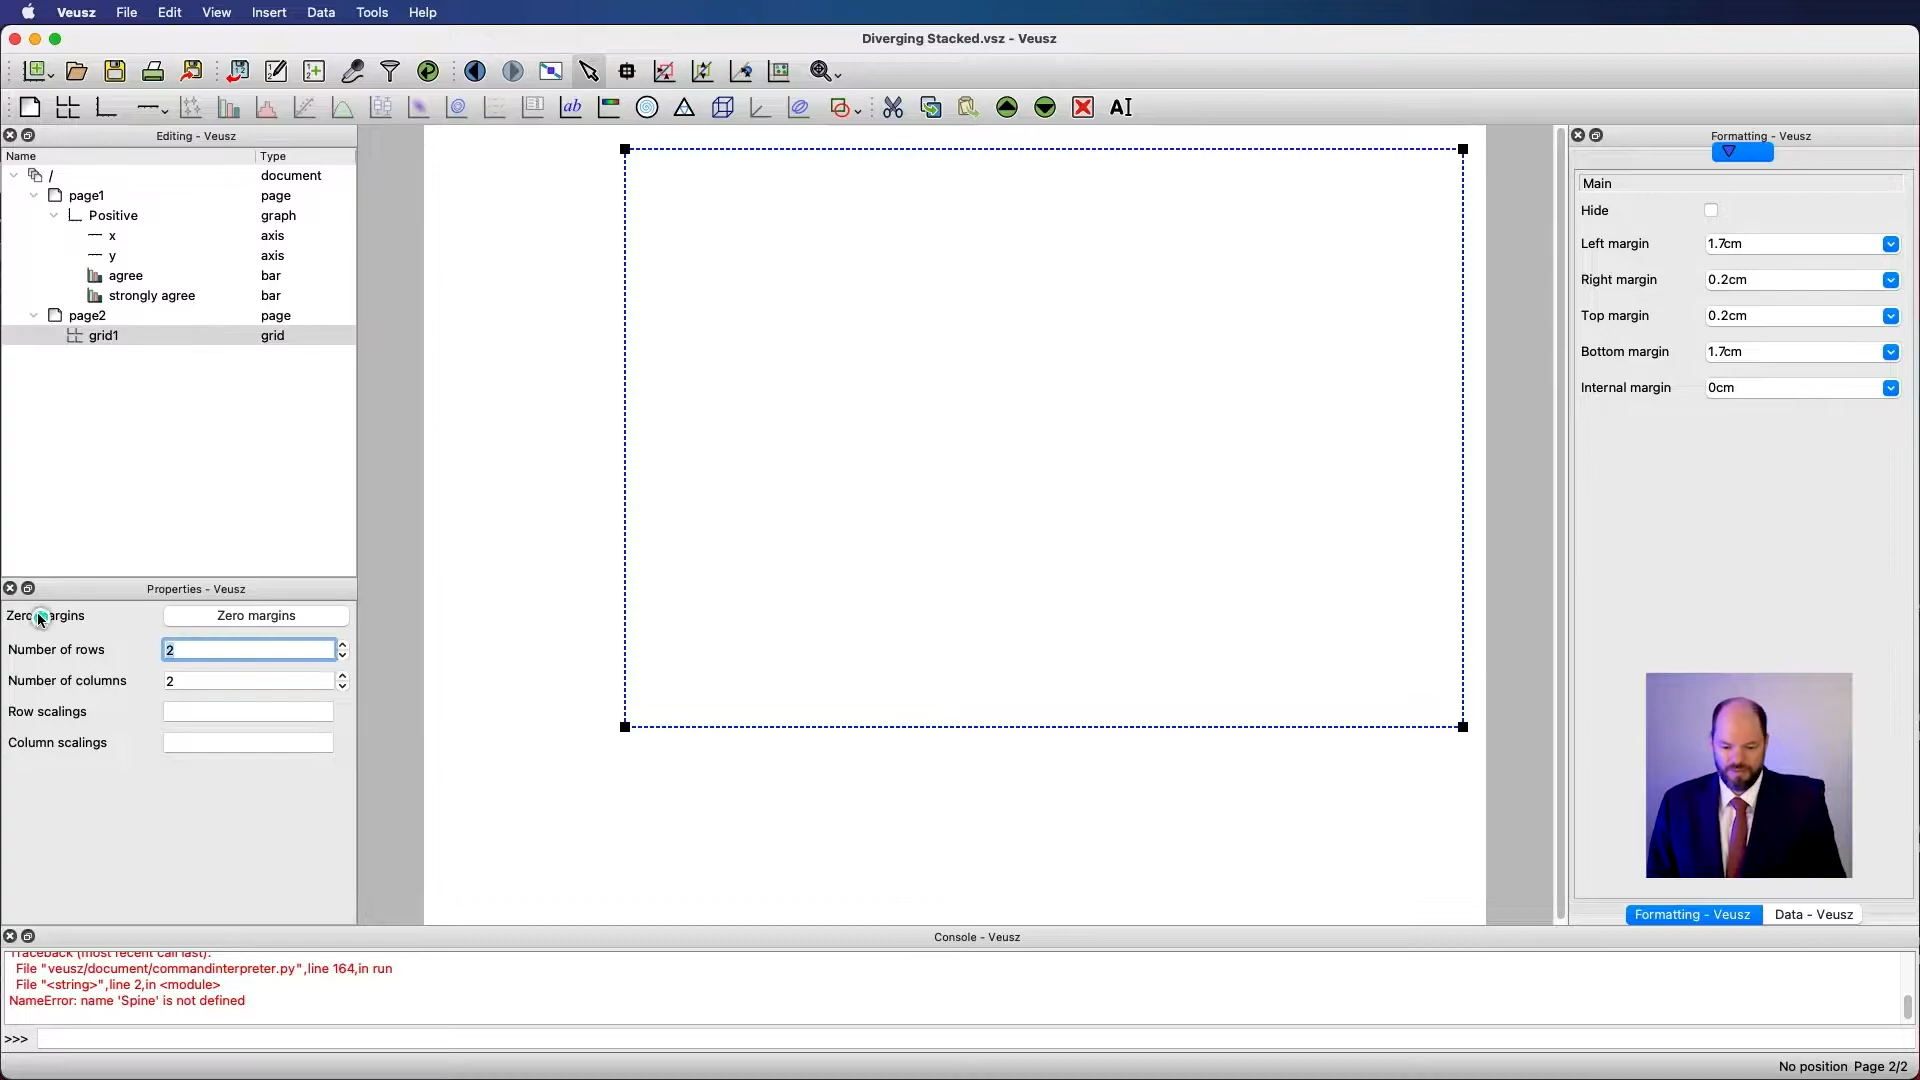 Veusz File Edit View Insert Data Tools Help
Diverging Stacked.vsz - Veusz
Editing - Veusz
Name Type
/ document
page1 page
Positive graph
x axis
y axis
agree bar
strongly agree bar
page2 page
grid1 grid
Properties - Veusz
Zero margins
Number of rows 2
Number of columns 2
Row scalings
Column scalings
Formatting - Veusz
Main
Hide
Left margin 1.7cm
Right margin 0.2cm
Top margin 0.2cm
Bottom margin 1.7cm
Internal margin 0cm
Formatting - Veusz Data - Veusz
Console - Veusz
Traceback (most recent call last):
File "veusz/document/commandinterpreter.py",line 164,in run
File "<string>",line 2,in <module>
NameError: name 'Spine' is not defined
>>>
No position Page 2/2